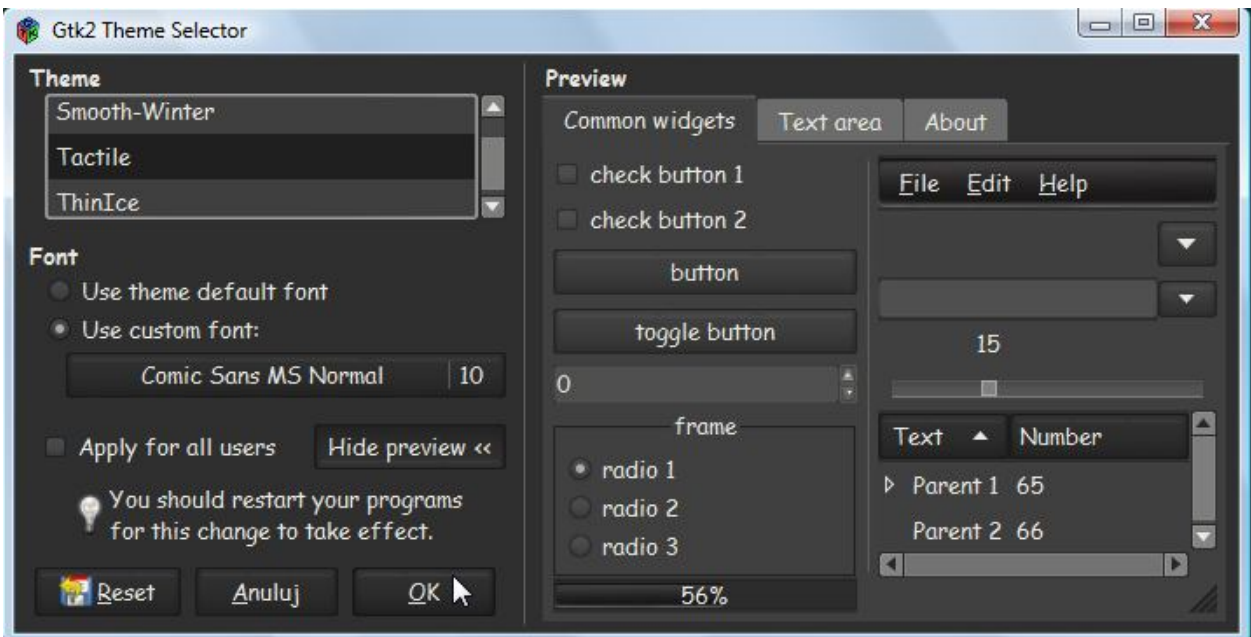 Gtk2 Theme Selector
Theme
Smooth-Winter
Tactile
ThinIce
Font
Use theme default font
Use custom font:
Comic Sans MS Normal 10
Apply for all users
Hide preview <<
You should restart your programs
for this change to take effect.
Reset
Anuluj
OK
Preview
Common widgets
Text area
About
check button 1
check button 2
button
toggle button
0
frame
radio 1
radio 2
radio 3
56%
File Edit Help
15
Text Number
Parent 1 65
Parent 2 66